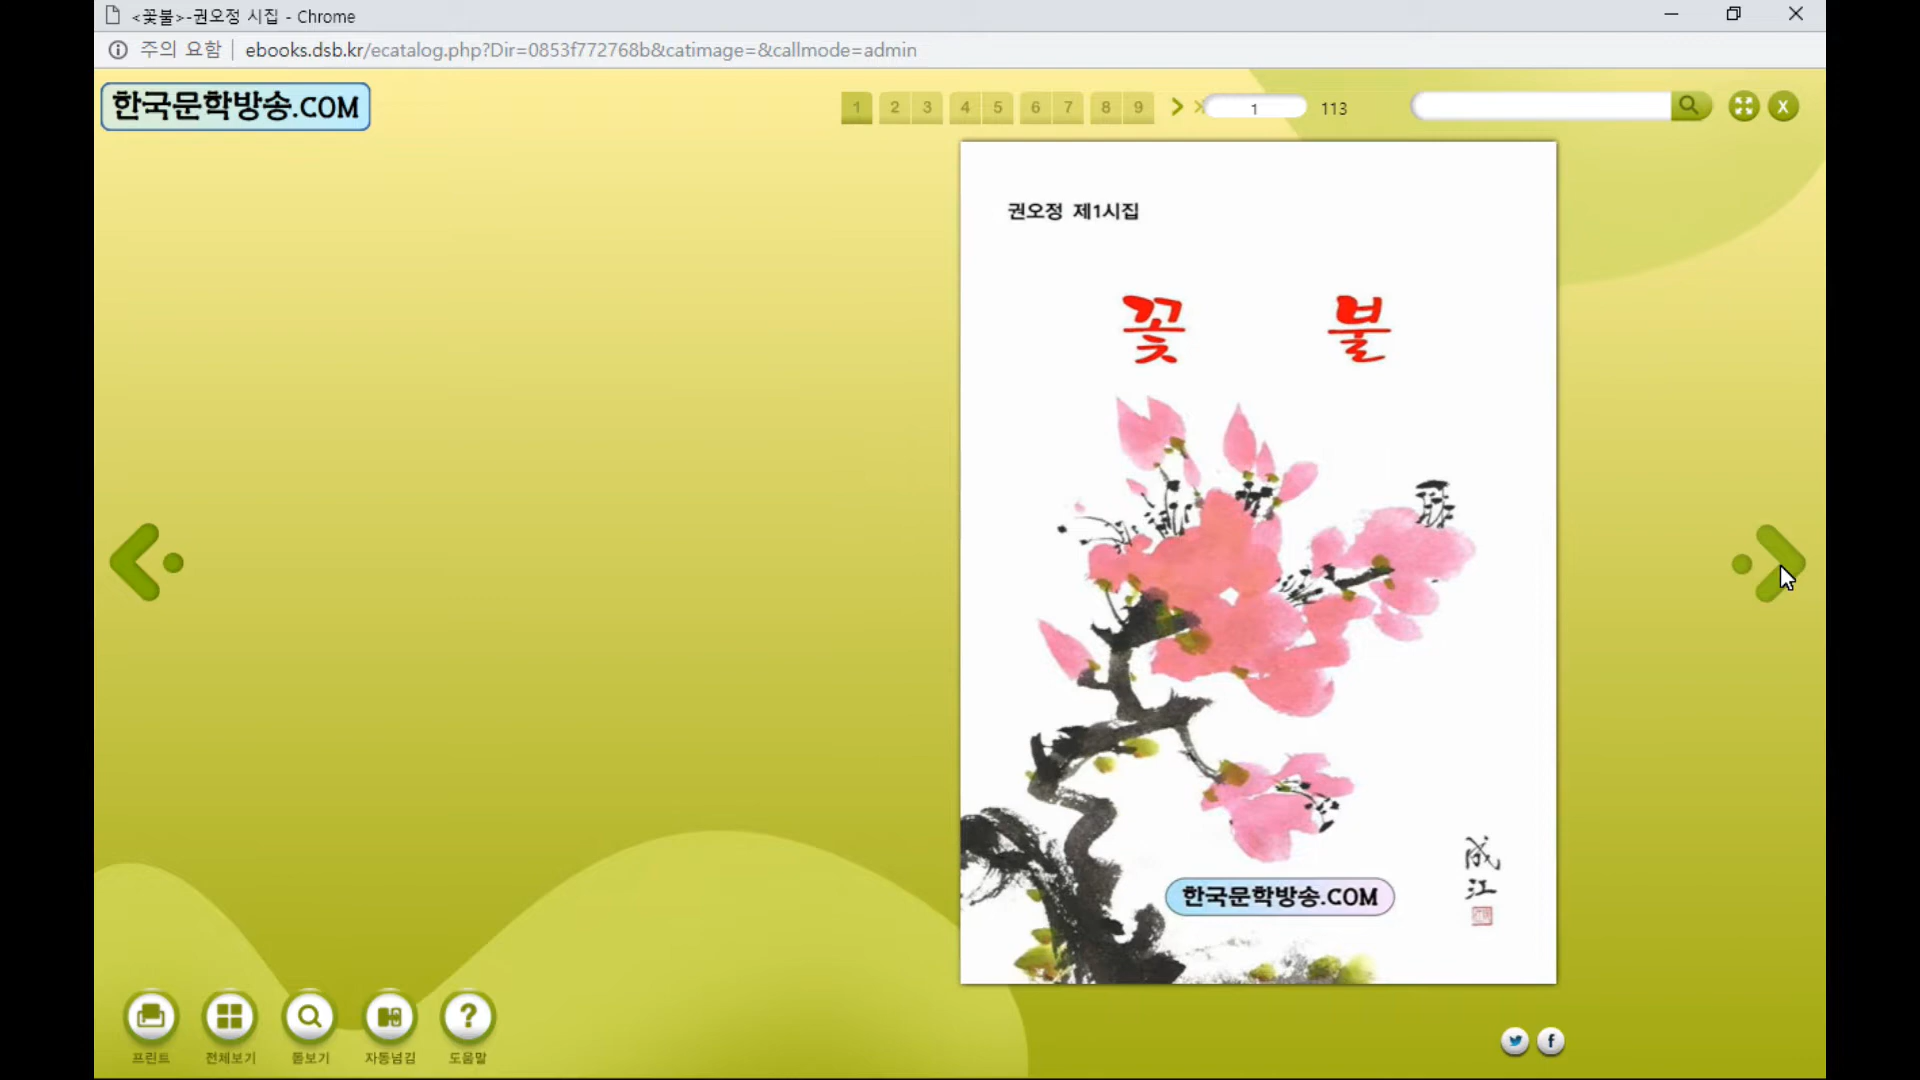 <꽃불>-권오정 시집 - Chrome
주의 요함 | ebooks.dsb.kr/ecatalog.php?Dir=0853f772768b&catimage=&callmode=admin
한국문학방송.COM
1 2 3 4 5 6 7 8 9 1 113
X
권오정 제1시집
꽃 불
成
江
한국문학방송.COM
프린트 전체보기 돋보기 자동넘김 도움말